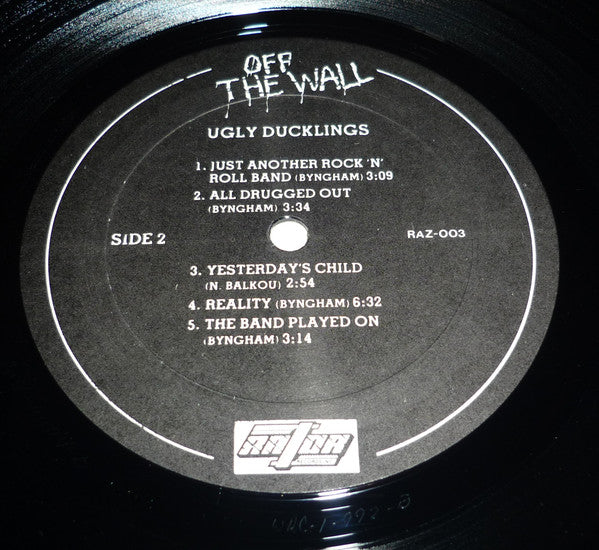 OFF
THE WALL
UGLY DUCKLINGS
1. JUST ANOTHER ROCK 'N'
ROLL BAND (BYNGHAM) 3:09
2. ALL DRUGGED OUT
(BYNGHAM) 3:34
SIDE 2
RAZ-003
3. YESTERDAY'S CHILD
(N. BALKOU) 2:54
4. REALITY (BYNGHAM) 6:32
5. THE BAND PLAYED ON
(BYNGHAM) 3:14